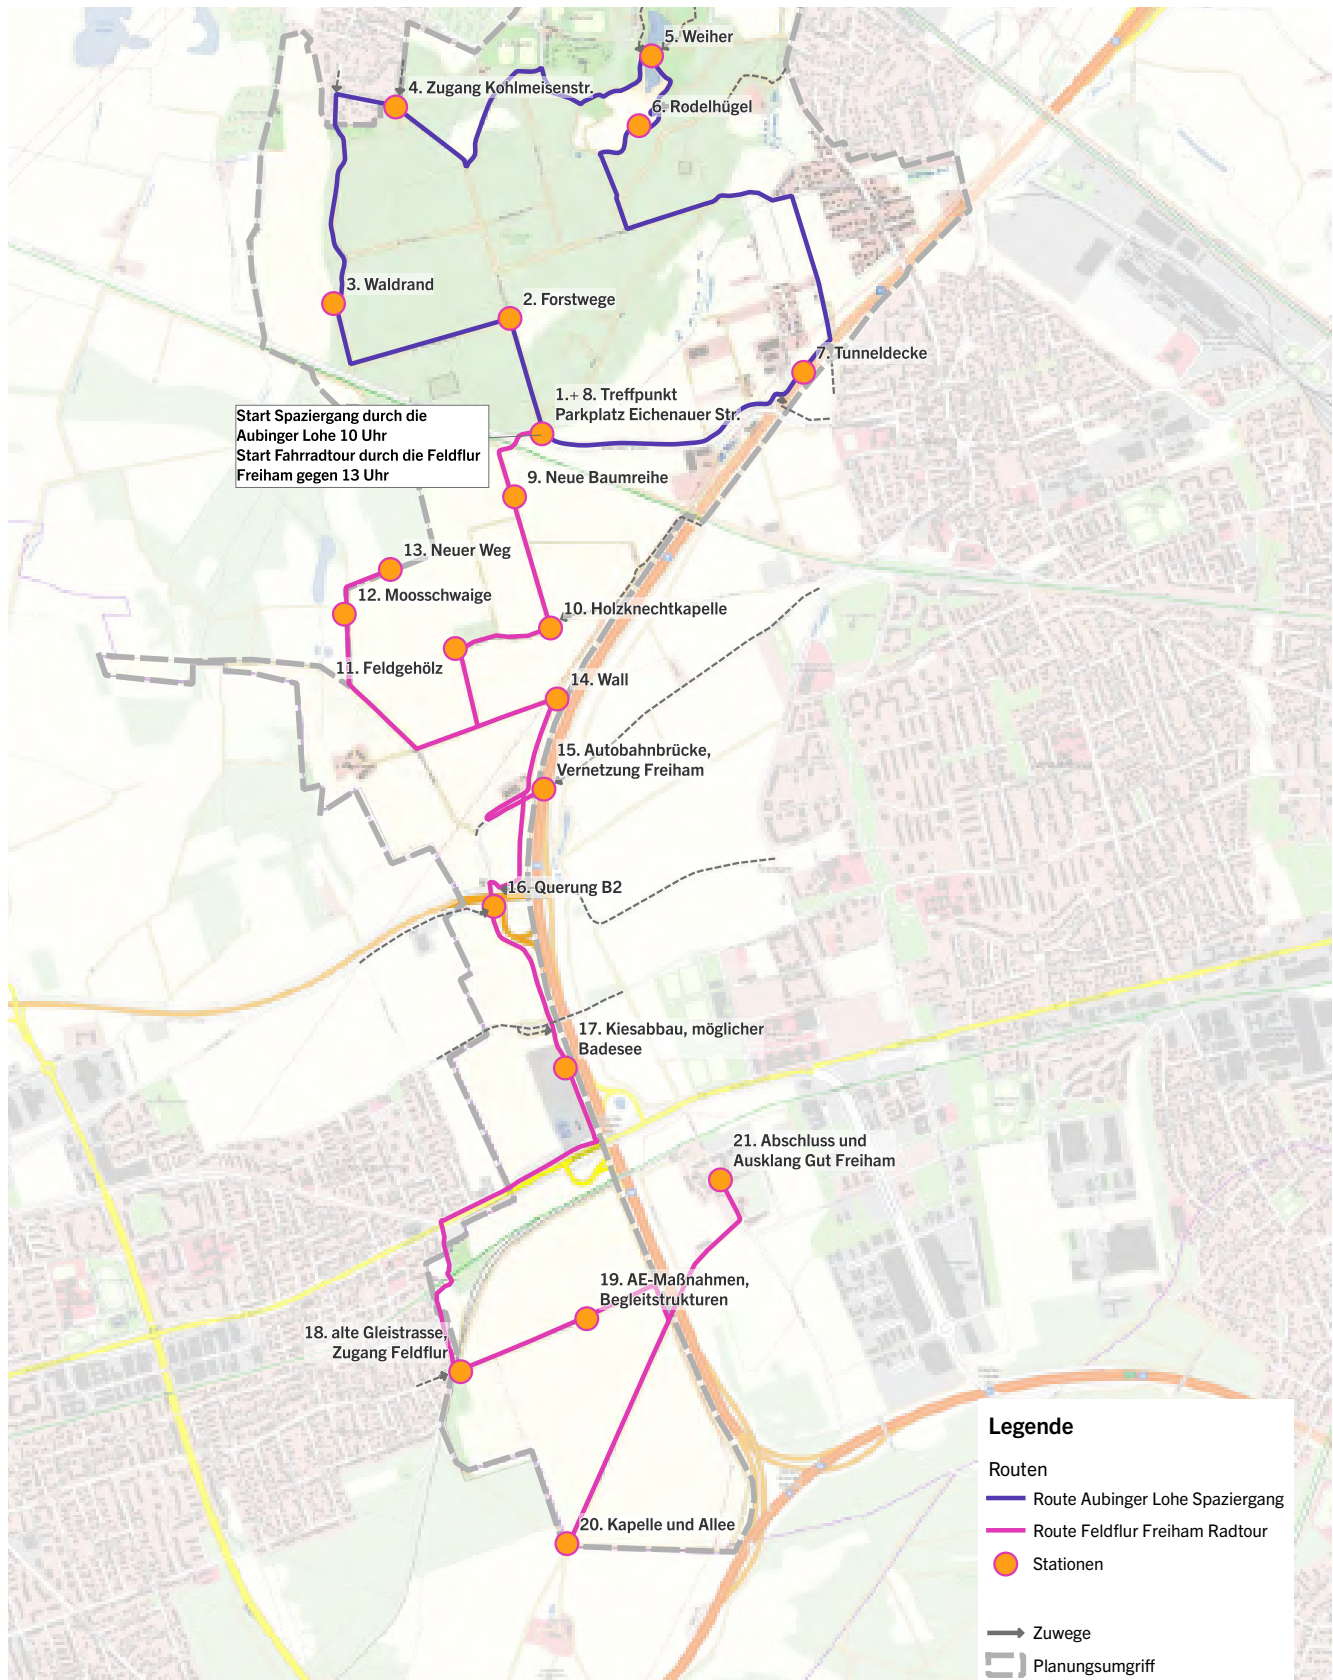 5. Weiher
4. Zugang Kohlmeisenstr.
6. Rodelhügel
3. Waldrand
2. Forstwege
7. Tunneldecke
1.+ 8. Treffpunkt
Parkplatz Eichenauer Str.
Start Spaziergang durch die
Aubinger Lohe 10 Uhr
Start Fahrradtour durch die Feldflur
Freiham gegen 13 Uhr
9. Neue Baumreihe
13. Neuer Weg
12. Moosschwaige
10. Holzknechtkapelle
11. Feldgehölz
14. Wall
15. Autobahnbrücke,
Vernetzung Freiham
16. Querung B2
17. Kiesabbau, möglicher
Badesee
21. Abschluss und
Ausklang Gut Freiham
19. AE-Maßnahmen,
Begleitstrukturen
18. alte Gleistrasse,
Zugang Feldflur
20. Kapelle und Allee
Legende
Routen
Route Aubinger Lohe Spaziergang
Route Feldflur Freiham Radtour
Stationen
Zuwege
Planungsumgriff